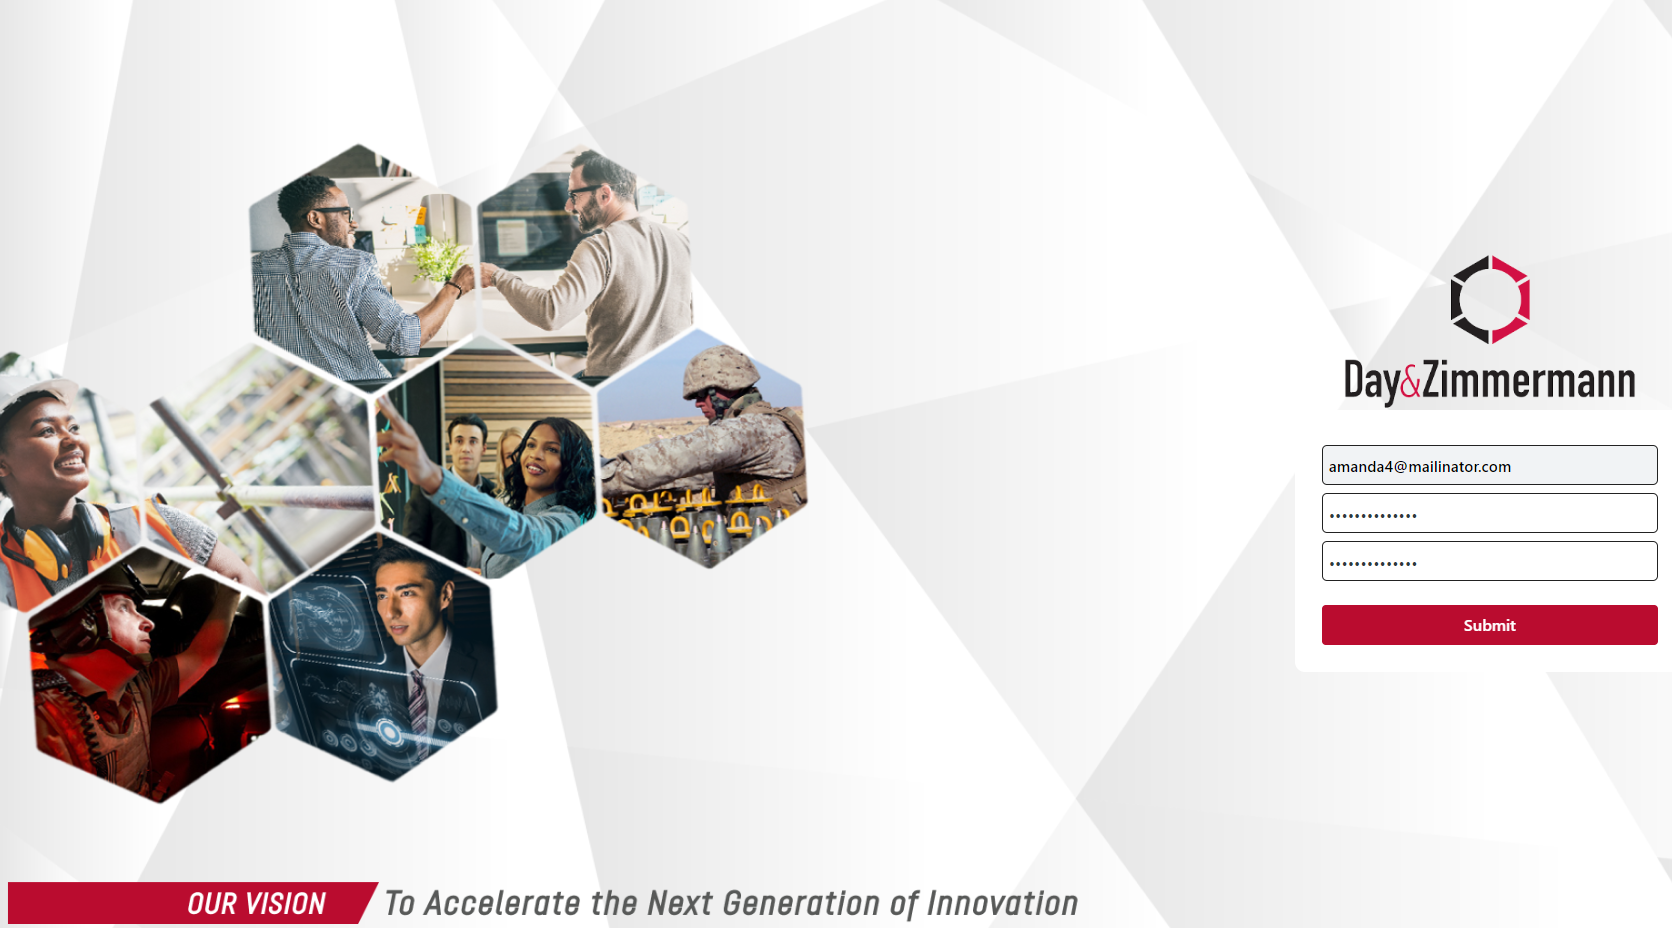 Day&Zimmermann
amanda4@mailinator.com
••••••••••••••
••••••••••••••
Submit
OUR VISION To Accelerate the Next Generation of Innovation